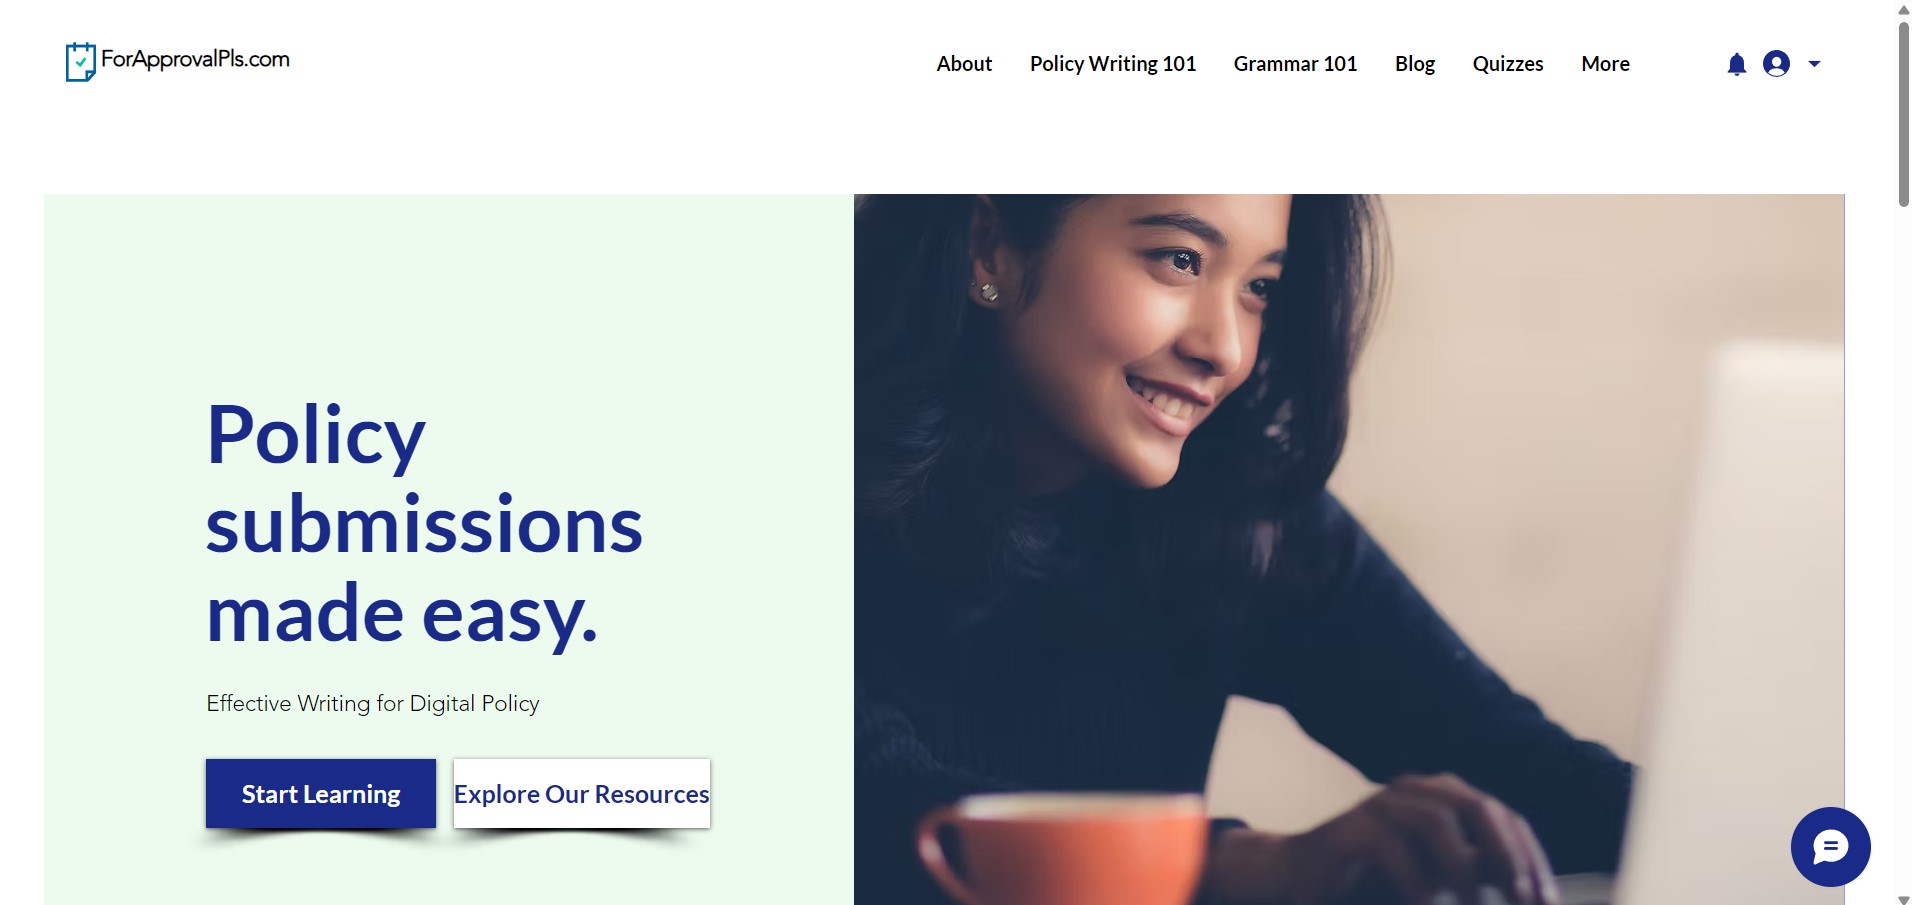 ForApprovalPls.com
About
Policy Writing 101
Grammar 101
Blog
Quizzes
More
Policy
submissions
made easy.
Effective Writing for Digital Policy
Start Learning
Explore Our Resources